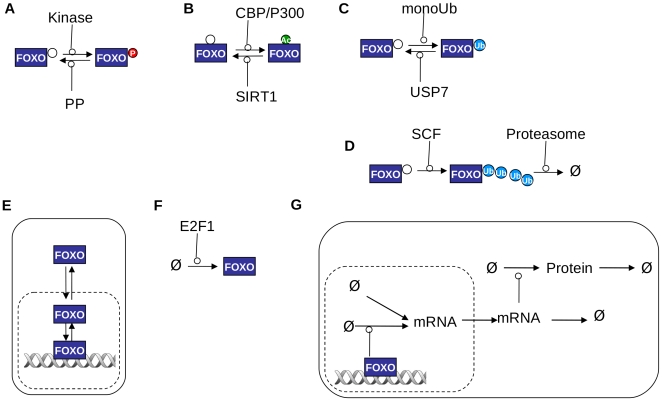 A
Kinase
FOXO
FOXO P
PP
B
CBP/P300
FOXO
Ac
FOXO
SIRT1
C
monoUb
FOXO
FOXO Ub
USP7
D
SCF
Proteasome
FOXO
FOXO Ub Ub Ub Ub
Ø
E
FOXO
FOXO
FOXO
F
E2F1
Ø
FOXO
G
Ø
Protein
Ø
Ø
Ø
mRNA
mRNA
Ø
FOXO